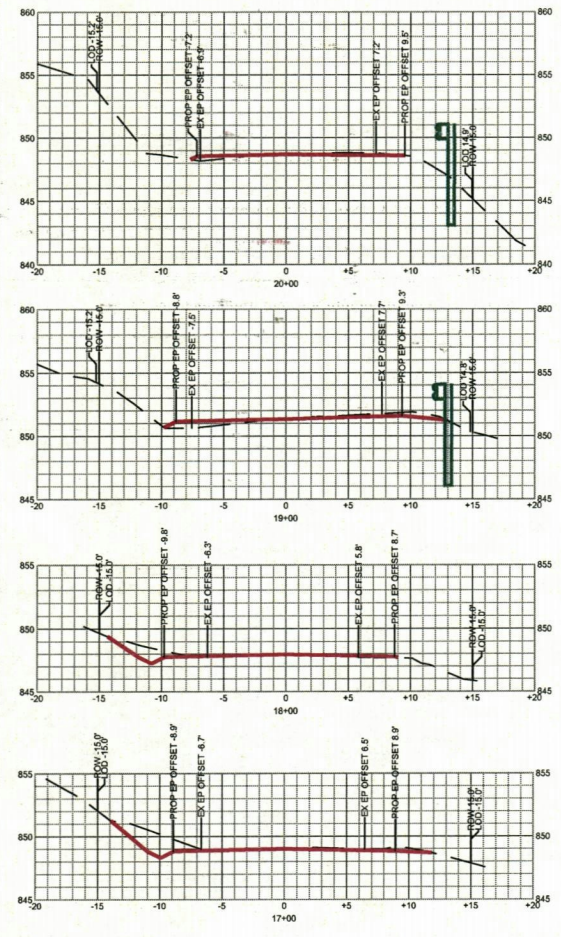 860 860
LOD -15.2'
ROW -15.0'
PROP EP OFFSET -7.2'
EX EP OFFSET -6.9'
EX EP OFFSET 7.2'
PROP EP OFFSET 9.5'
855 855
850 850
LOD 14.9'
ROW 15.0'
845 845
840 840
-20 -15 -10 -5 0 +5 +10 +15 +20
20+00
860 860
LOD -15.2'
ROW -15.0'
PROP EP OFFSET -8.8'
EX EP OFFSET -7.5'
EX EP OFFSET 7.7'
PROP EP OFFSET 9.3'
855 855
LOD 14.8'
ROW 15.0'
850 850
845 845
-20 -15 -10 -5 0 +5 +10 +15 +20
19+00
855 855
ROW -15.0'
LOD -15.0'
PROP EP OFFSET -9.8'
EX EP OFFSET -6.3'
EX EP OFFSET 5.8'
PROP EP OFFSET 8.7'
ROW 15.0'
LOD -15.0'
850 850
845 845
-20 -15 -10 -5 0 +5 +10 +15 +20
18+00
ROW -15.0'
LOD -15.0'
PROP EP OFFSET -8.9'
EX EP OFFSET -6.7'
EX EP OFFSET 6.5'
PROP EP OFFSET 8.9'
855 855
ROW 15.0'
LOD -15.0'
850 850
845 845
-20 -15 -10 -5 0 +5 +10 +15 +20
17+00